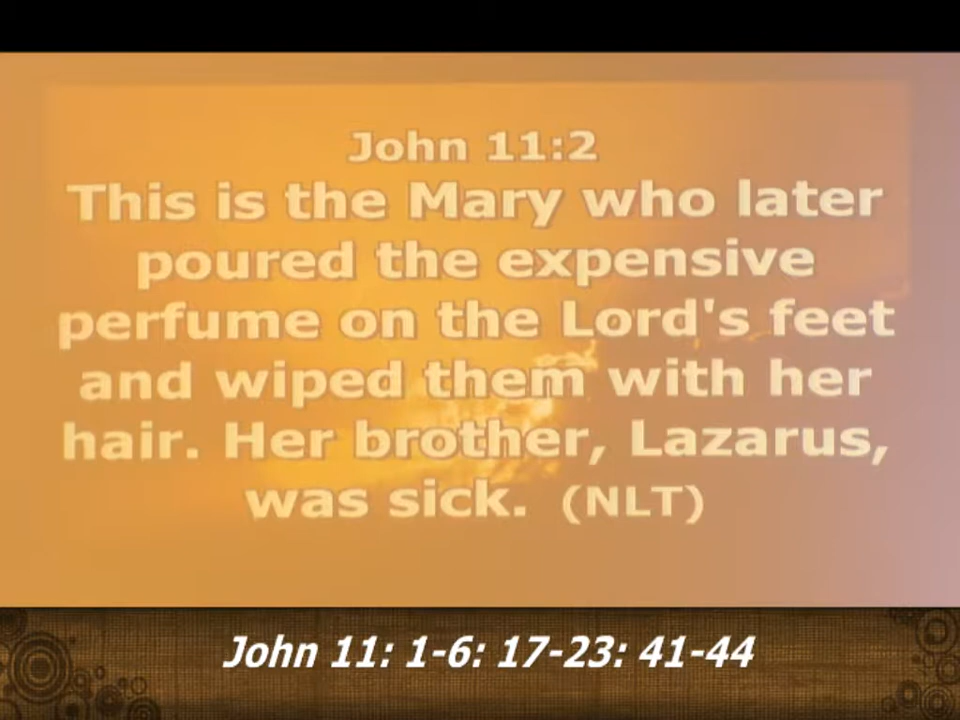 John 11:2
This is the Mary who later
poured the expensive
perfume on the Lord's feet
and wiped them with her
hair. Her brother, Lazarus,
was sick. (NLT)
John 11: 1-6: 17-23: 41-44